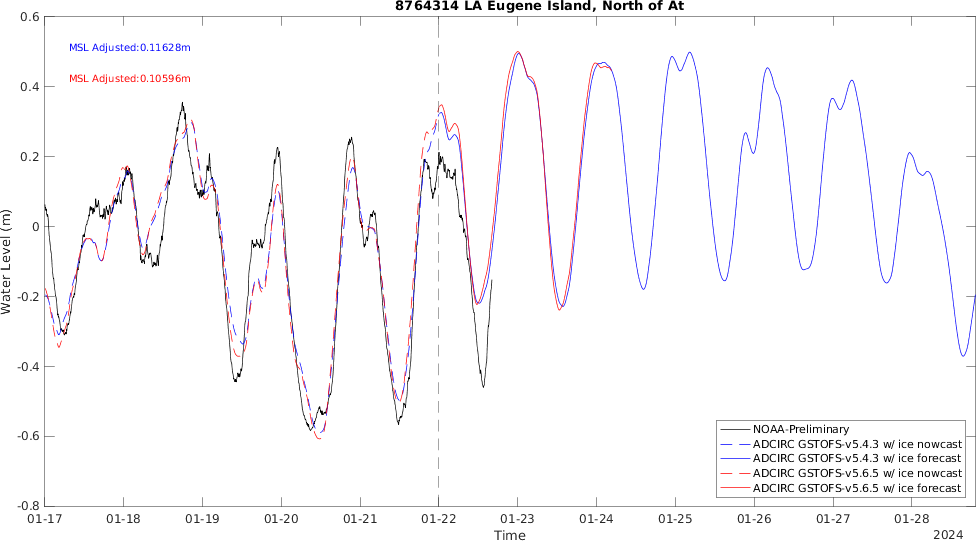 8764314 LA Eugene Island, North of At
0.6
0.4
0.2
0
-0.2
-0.4
-0.6
-0.8
Water Level (m)
MSL Adjusted:0.11628m
MSL Adjusted:0.10596m
NOAA-Preliminary
ADCIRC GSTOFS-v5.4.3 w/ ice nowcast
ADCIRC GSTOFS-v5.4.3 w/ ice forecast
ADCIRC GSTOFS-v5.6.5 w/ ice nowcast
ADCIRC GSTOFS-v5.6.5 w/ ice forecast
01-17 01-18 01-19 01-20 01-21 01-22 01-23 01-24 01-25 01-26 01-27 01-28
Time
2024